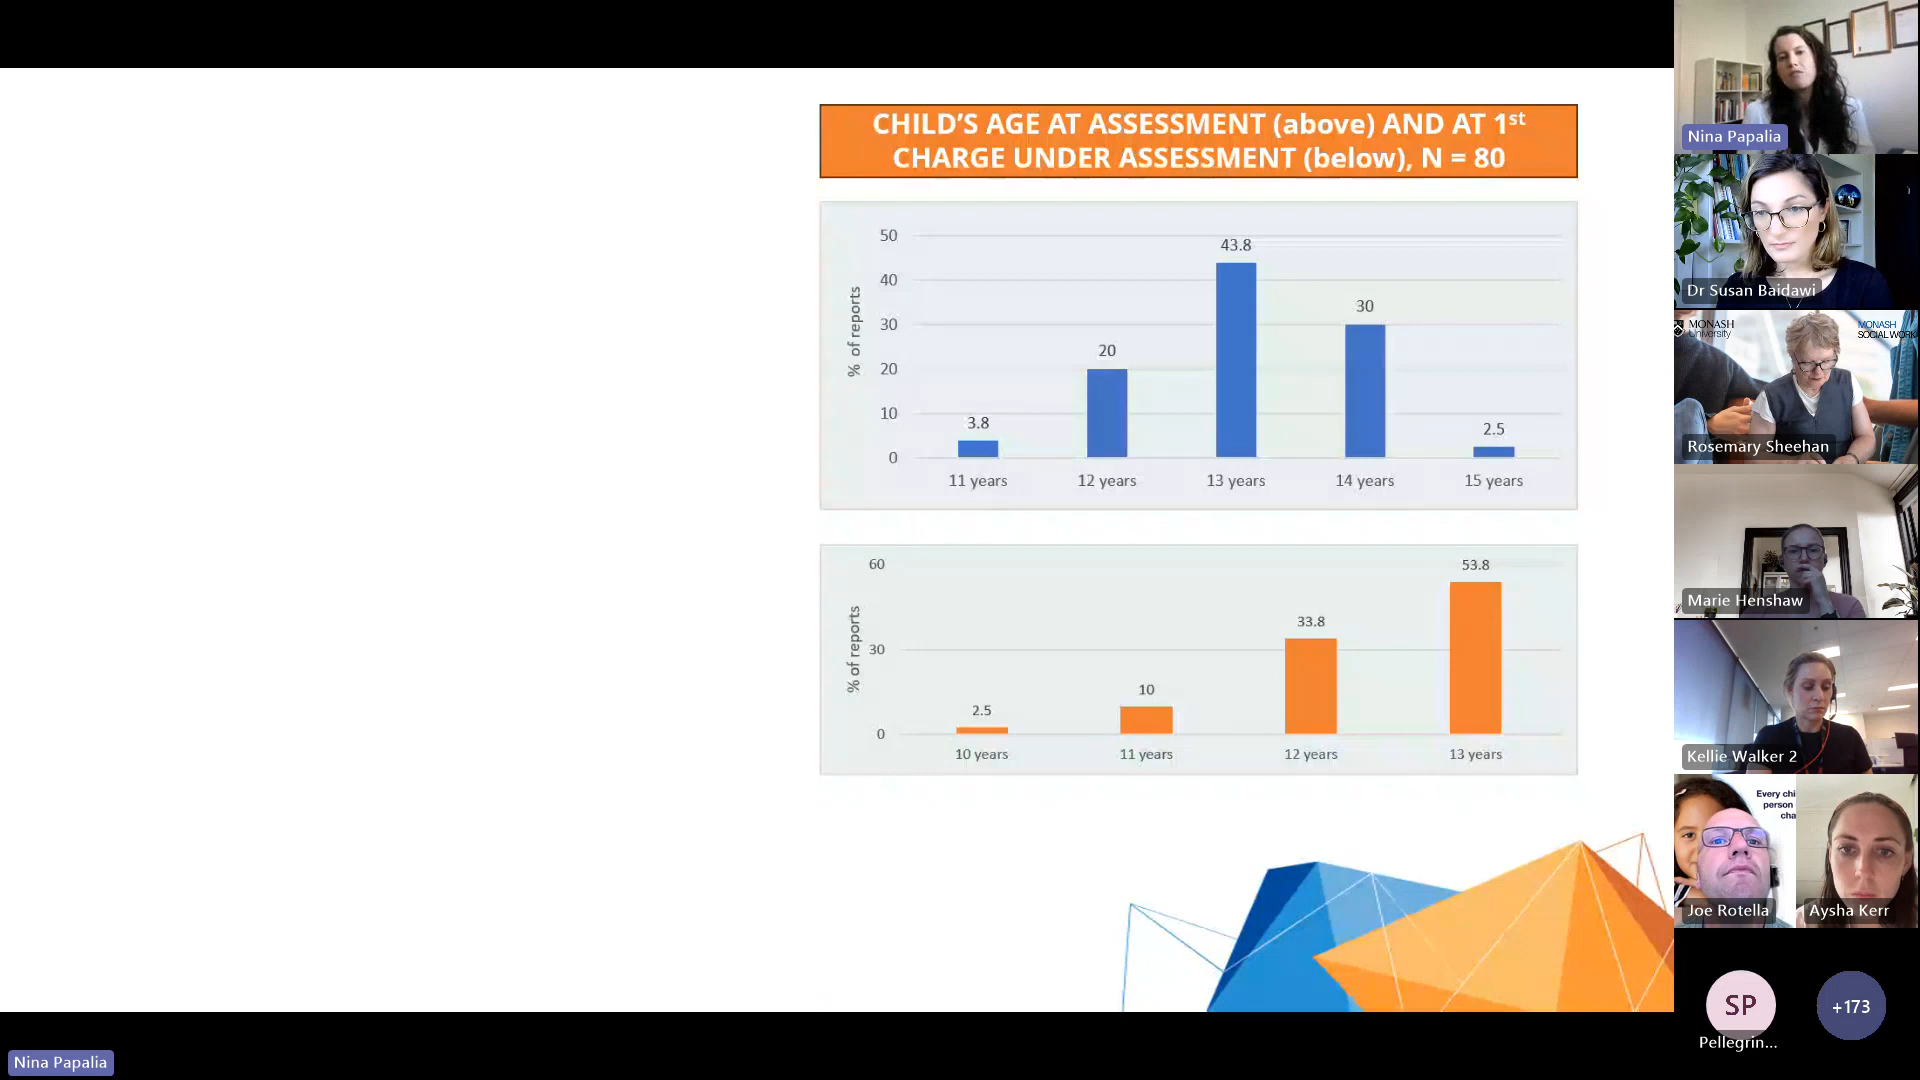 CHILD'S AGE AT ASSESSMENT (above) AND AT 1st
CHARGE UNDER ASSESSMENT (below), N = 80
% of reports
50
40
30
20
10
0
3.8
20
43.8
30
2.5
11 years
12 years
13 years
14 years
15 years
% of reports
60
30
0
2.5
10
33.8
53.8
10 years
11 years
12 years
13 years
Nina Papalia
Nina Papalia
Dr Susan Baidawi
MONASH
University
MONASH
SOCIAL WORK
Rosemary Sheehan
Marie Henshaw
Kellie Walker 2
Every chi
person
cha
Joe Rotella
Aysha Kerr
SP
Pellegrin...
+173